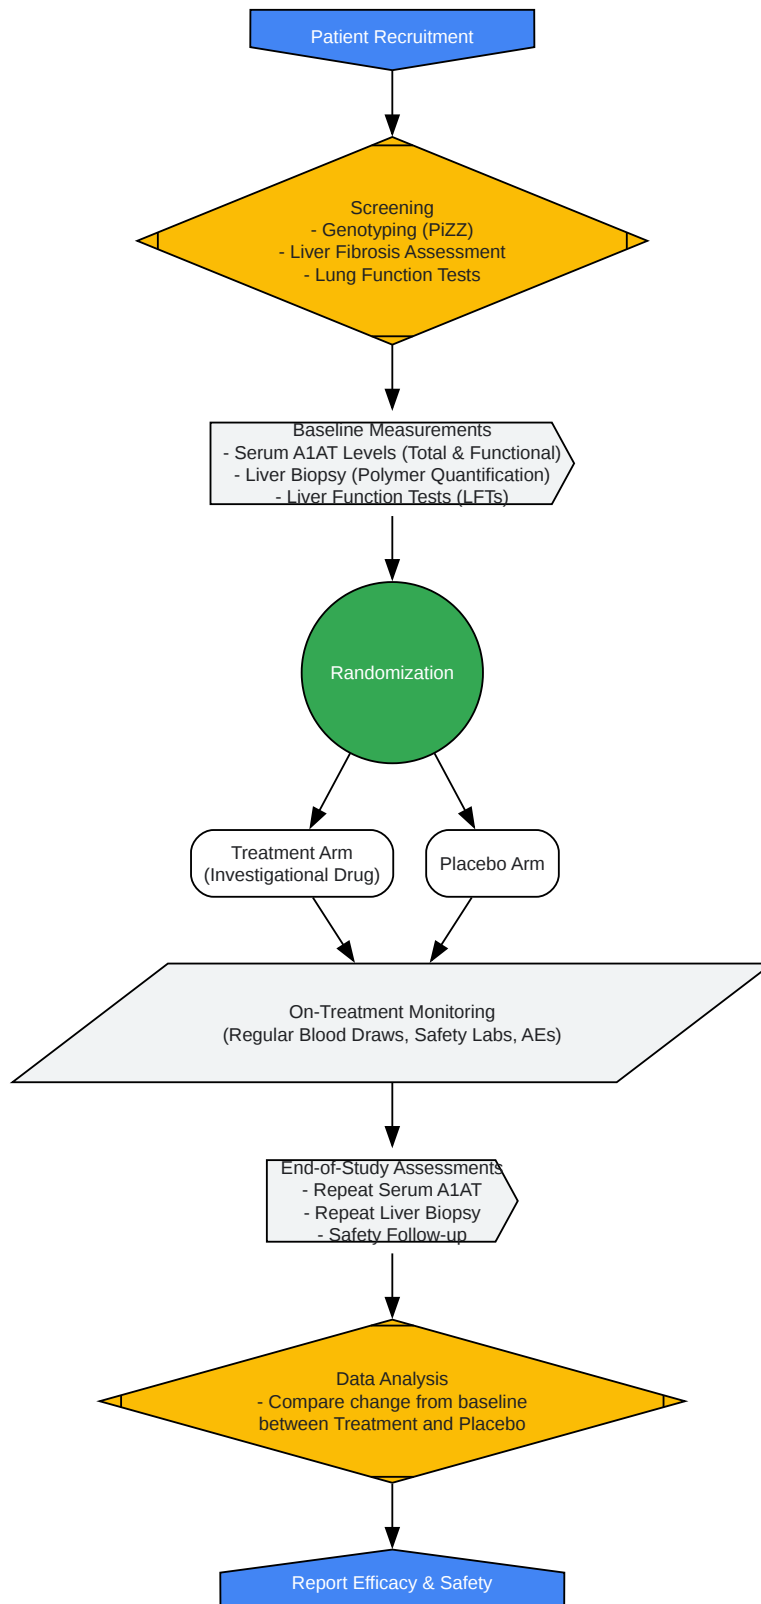 Patient Recruitment
Screening
- Genotyping (PiZZ)
- Liver Fibrosis Assessment
- Lung Function Tests
Baseline Measurements
- Serum A1AT Levels (Total & Functional)
- Liver Biopsy (Polymer Quantification)
- Liver Function Tests (LFTs)
Randomization
Treatment Arm
(Investigational Drug)
Placebo Arm
On-Treatment Monitoring
(Regular Blood Draws, Safety Labs, AEs)
End-of-Study Assessments
- Repeat Serum A1AT
- Repeat Liver Biopsy
- Safety Follow-up
Data Analysis
- Compare change from baseline
between Treatment and Placebo
Report Efficacy & Safety